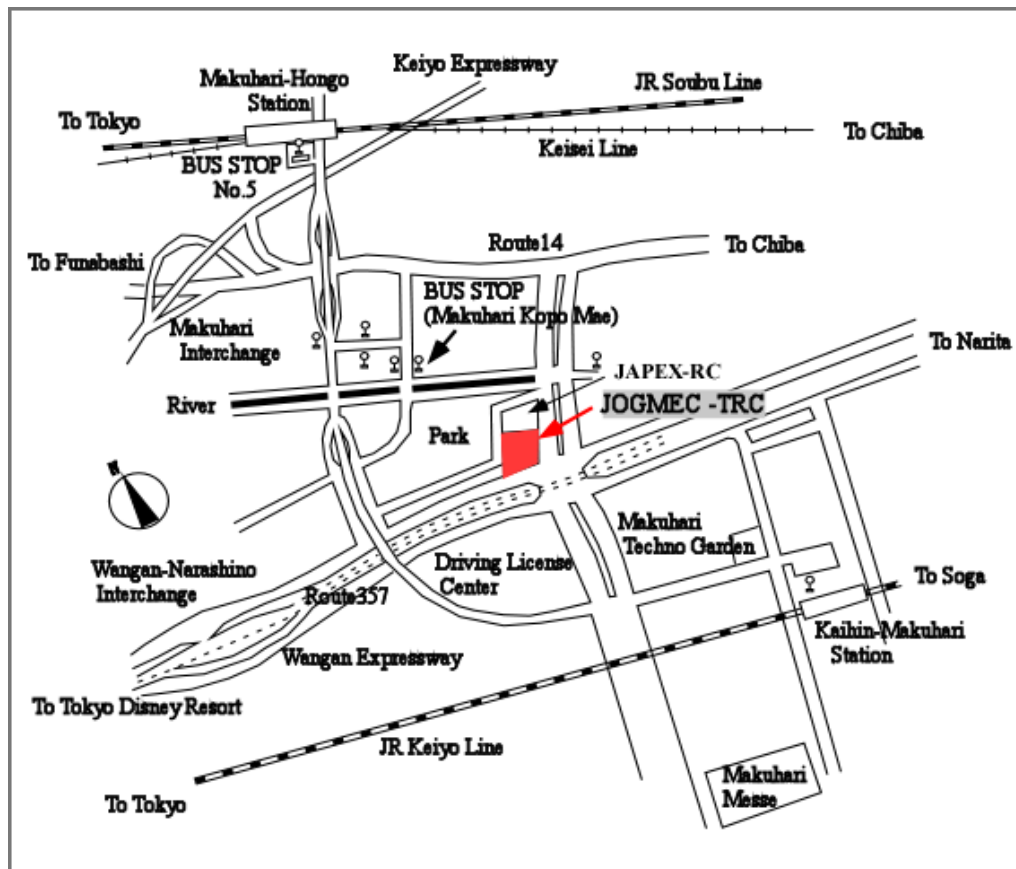 Keiyo Expressway
Makuhari-Hongo
Station
JR Soubu Line
To Tokyo
To Chiba
Keisei Line
BUS STOP
No.5
Route14
To Chiba
To Funabashi
BUS STOP
(Makuhari Kopo Mae)
Makuhari
Interchange
To Narita
JAPEX-RC
JOGMEC -TRC
River
Park
N
Makuhari
Techno Garden
Wangan-Narashino
Interchange
Driving License
Center
To Soga
Route357
Kaihin-Makuhari
Station
Wangan Expressway
To Tokyo Disney Resort
JR Keiyo Line
Makuhari
Messe
To Tokyo